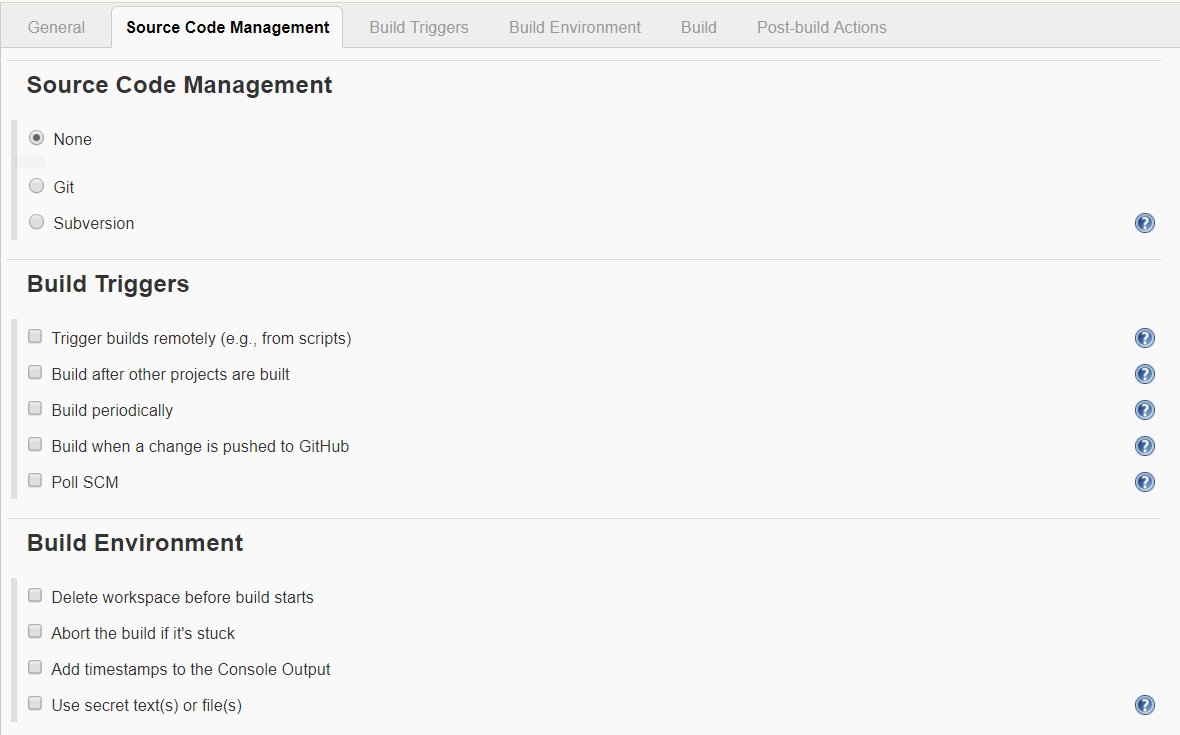 General Source Code Management Build Triggers Build Environment Build Post-build Actions
Source Code Management
None
Git
Subversion
?
Build Triggers
Trigger builds remotely (e.g., from scripts)
?
Build after other projects are built
?
Build periodically
?
Build when a change is pushed to GitHub
?
Poll SCM
?
Build Environment
Delete workspace before build starts
Abort the build if it's stuck
Add timestamps to the Console Output
Use secret text(s) or file(s)
?